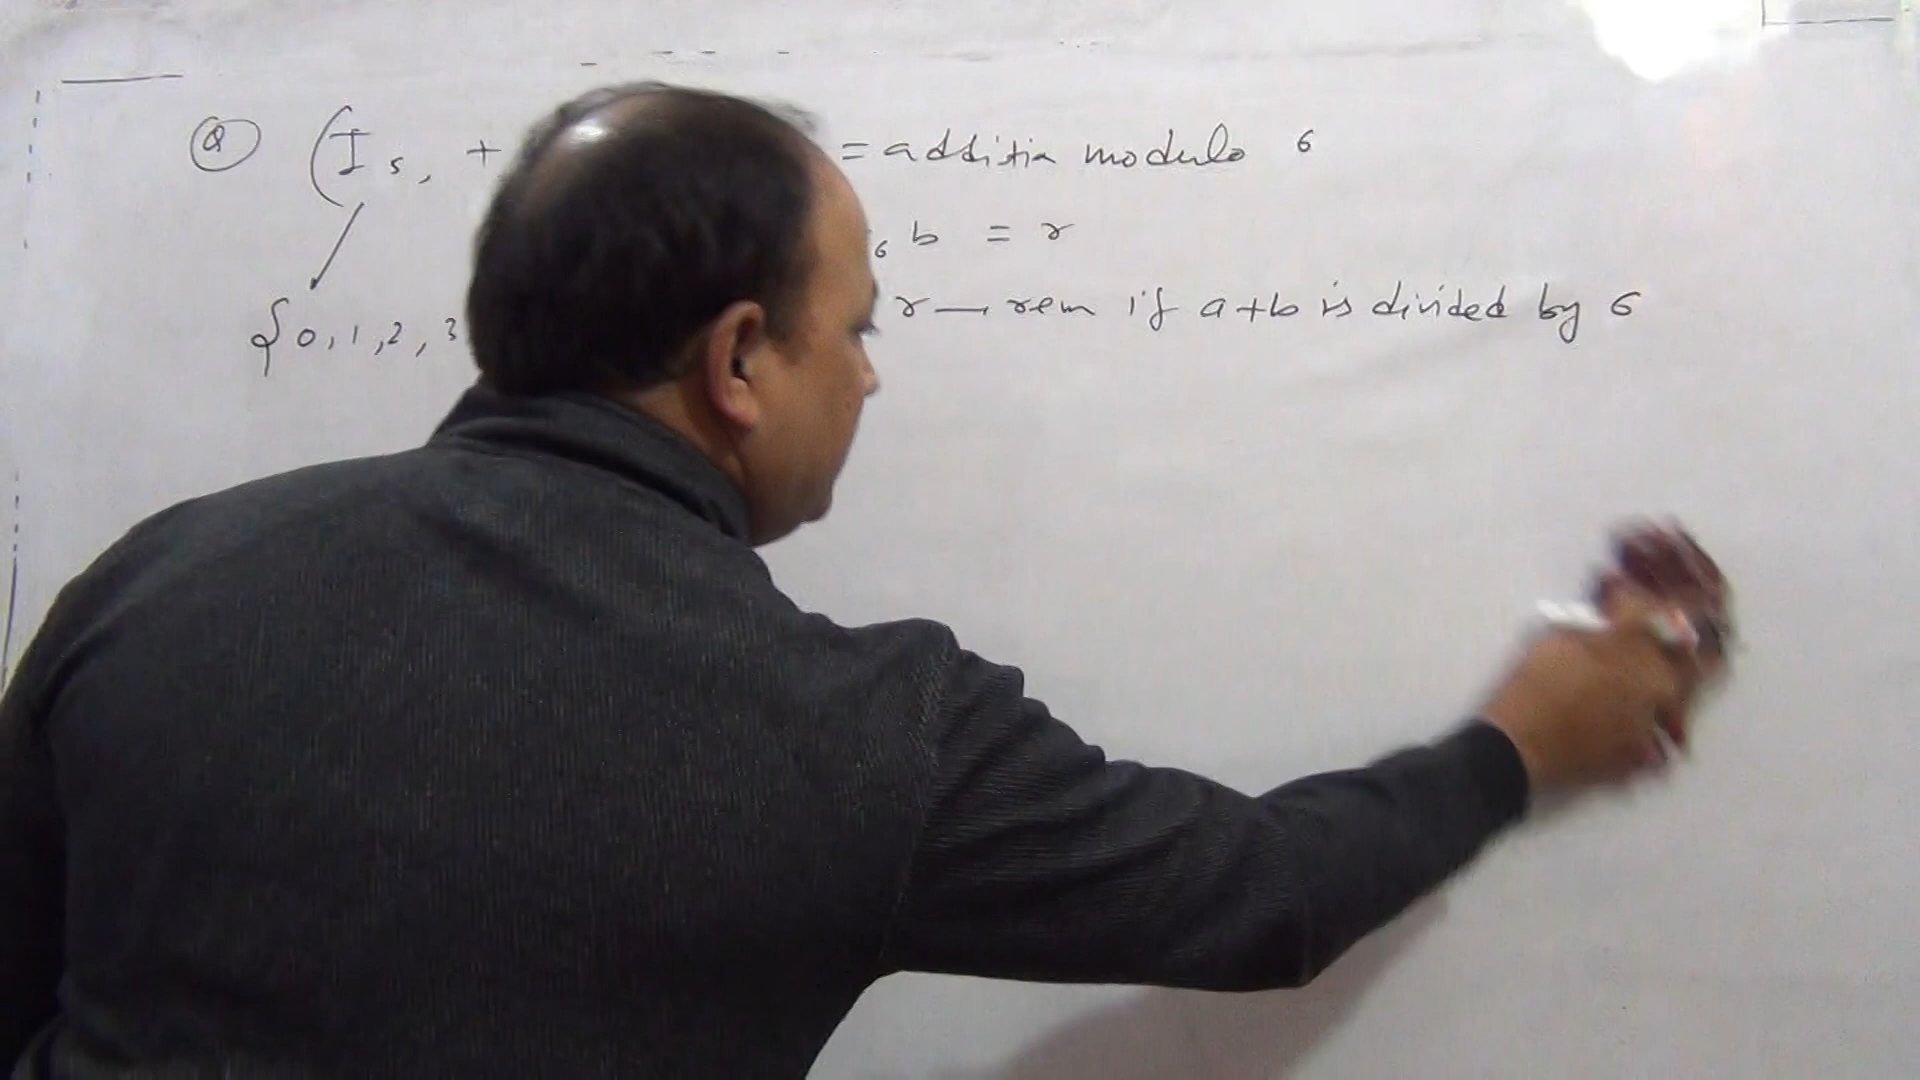 Q (I5, + = addition modulo 6
6 b = r
r — rem if a+b is divided by 6
{0, 1, 2, 3